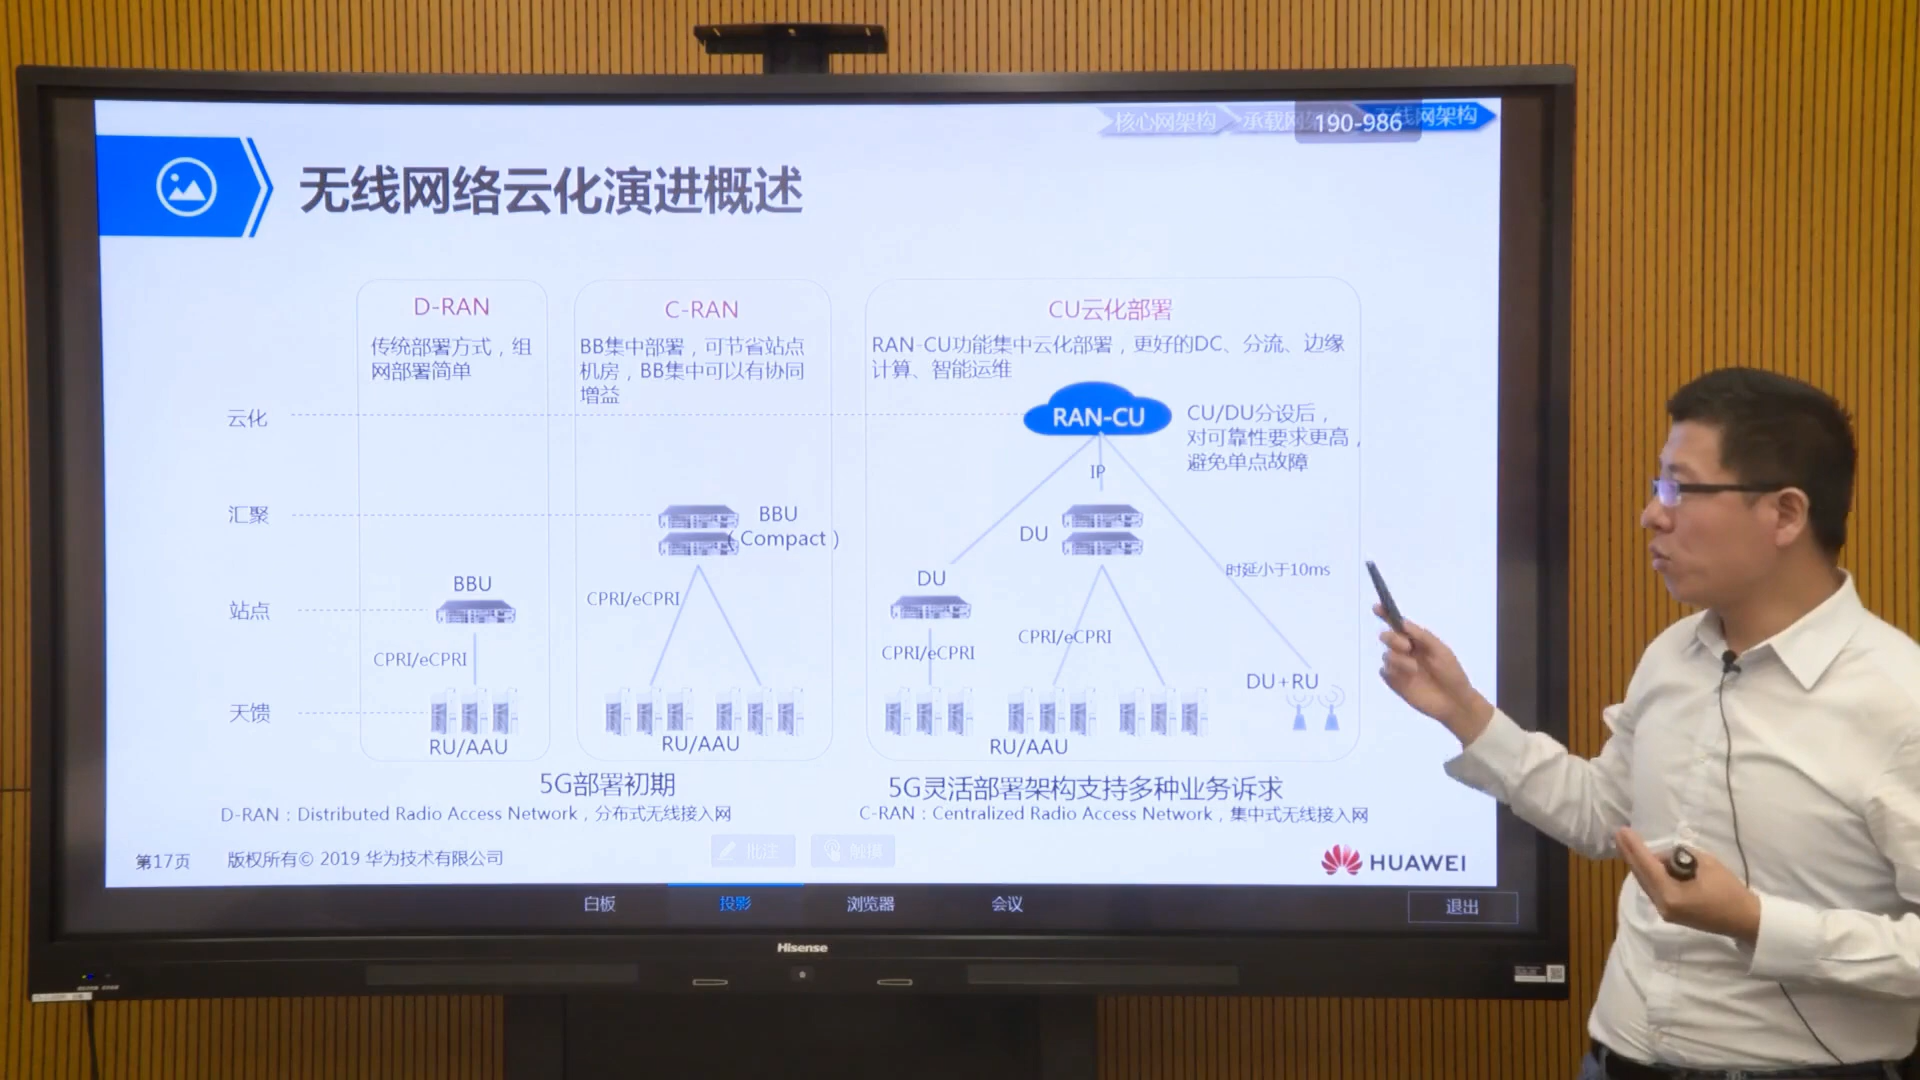 核心网架构
承载网
190-986
线网架构
无线网络云化演进概述
D-RAN
传统部署方式，组
网部署简单
C-RAN
BB集中部署，可节省站点
机房，BB集中可以有协同
增益
CU云化部署
RAN-CU功能集中云化部署，更好的DC、分流、边缘
计算、智能运维
云化
RAN-CU
CU/DU分设后，
对可靠性要求更高，
避免单点故障
IP
汇聚
BBU
（Compact）
DU
时延小于10ms
站点
BBU
CPRI/eCPRI
DU
CPRI/eCPRI
CPRI/eCPRI
CPRI/eCPRI
DU+RU
天馈
RU/AAU
RU/AAU
RU/AAU
5G部署初期
5G灵活部署架构支持多种业务诉求
D-RAN：Distributed Radio Access Network，分布式无线接入网
C-RAN：Centralized Radio Access Network，集中式无线接入网
批注
第17页
版权所有© 2019 华为技术有限公司
HUAWEI
白板
投影
浏览器
会议
退出
Hisense